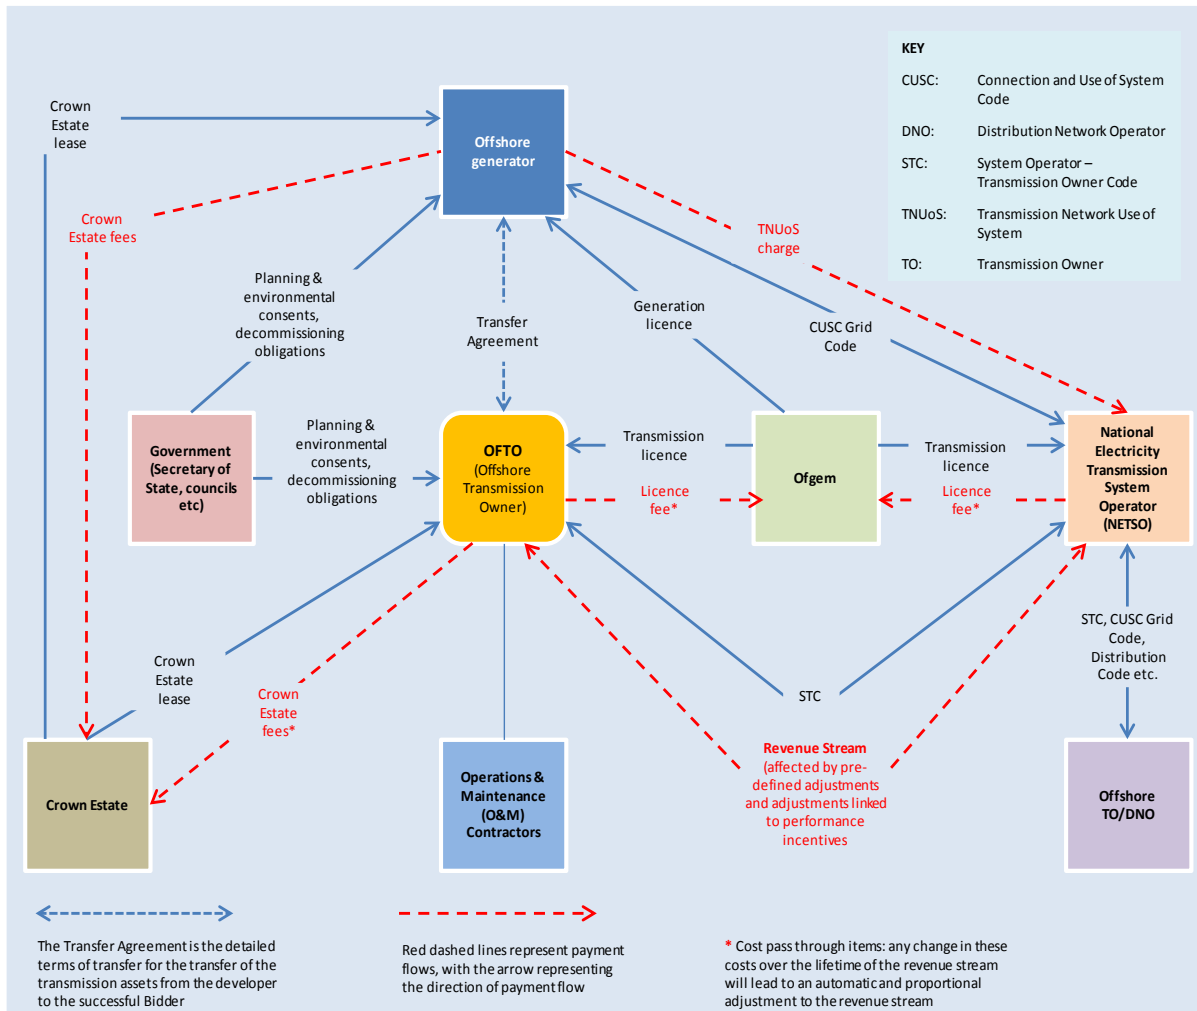 KEY
CUSC: Connection and Use of System
Code
DNO: Distribution Network Operator
STC: System Operator –
Transmission Owner Code
TNUoS: Transmission Network Use of
System
TO: Transmission Owner
Crown
Estate
lease
Offshore
generator
Crown
Estate fees
TNUoS
charge
Planning &
environmental
consents,
decommissioning
obligations
Transfer
Agreement
Generation
licence
CUSC Grid
Code
Government
(Secretary of
State, councils
etc)
Planning &
environmental
consents,
decommissioning
obligations
OFTO
(Offshore
Transmission
Owner)
Transmission
licence
Licence
fee*
Ofgem
Transmission
licence
Licence
fee*
National
Electricity
Transmission
System
Operator
(NETSO)
STC, CUSC Grid
Code,
Distribution
Code etc.
Crown
Estate
lease
Crown
Estate
fees*
STC
Revenue Stream
(affected by pre-
defined adjustments
and adjustments linked
to performance
incentives
Crown Estate
Operations &
Maintenance
(O&M)
Contractors
Offshore
TO/DNO
The Transfer Agreement is the detailed
terms of transfer for the transfer of the
transmission assets from the developer
to the successful Bidder
Red dashed lines represent payment
flows, with the arrow representing
the direction of payment flow
* Cost pass through items: any change in these
costs over the lifetime of the revenue stream
will lead to an automatic and proportional
adjustment to the revenue stream